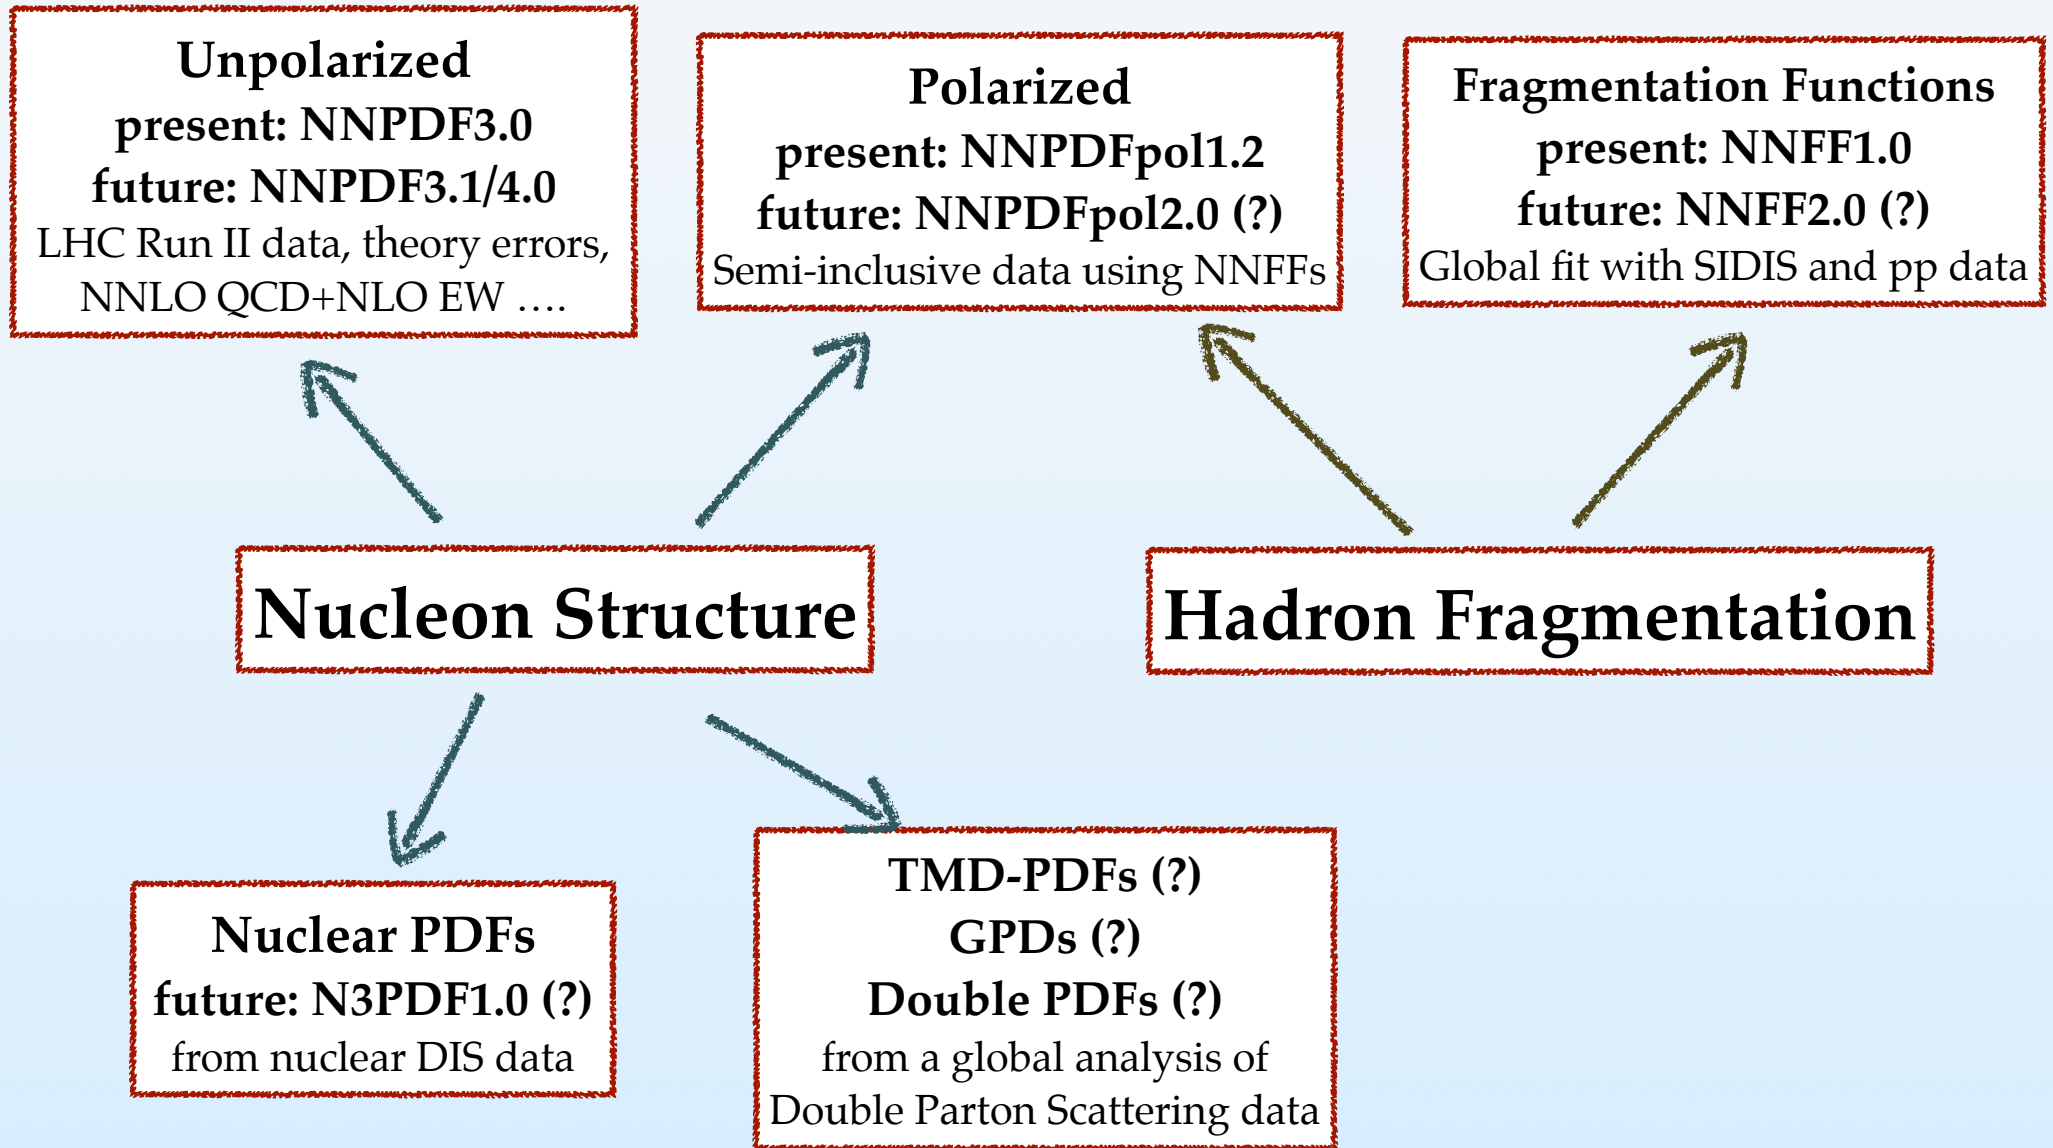 Unpolarized
present: NNPDF3.0
future: NNPDF3.1/4.0
LHC Run II data, theory errors,
NNLO QCD+NLO EW ....
Polarized
present: NNPDFpol1.2
future: NNPDFpol2.0 (?)
Semi-inclusive data using NNFFs
Fragmentation Functions
present: NNFF1.0
future: NNFF2.0 (?)
Global fit with SIDIS and pp data
Nucleon Structure
Hadron Fragmentation
Nuclear PDFs
future: N3PDF1.0 (?)
from nuclear DIS data
TMD-PDFs (?)
GPDs (?)
Double PDFs (?)
from a global analysis of
Double Parton Scattering data